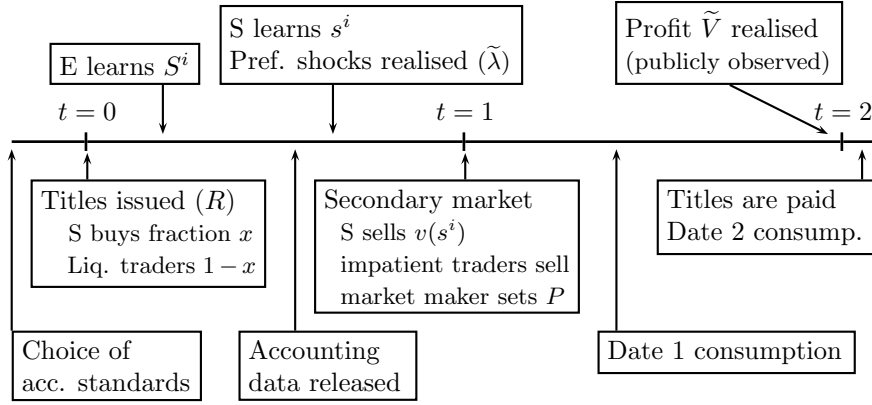 E learns S^i
S learns s^i
Pref. shocks realised (λ̃)
Profit Ṽ realised
(publicly observed)
t = 0
t = 1
t = 2
Titles issued (R)
S buys fraction x
Liq. traders 1 − x
Secondary market
S sells v(s^i)
impatient traders sell
market maker sets P
Titles are paid
Date 2 consump.
Choice of
acc. standards
Accounting
data released
Date 1 consumption